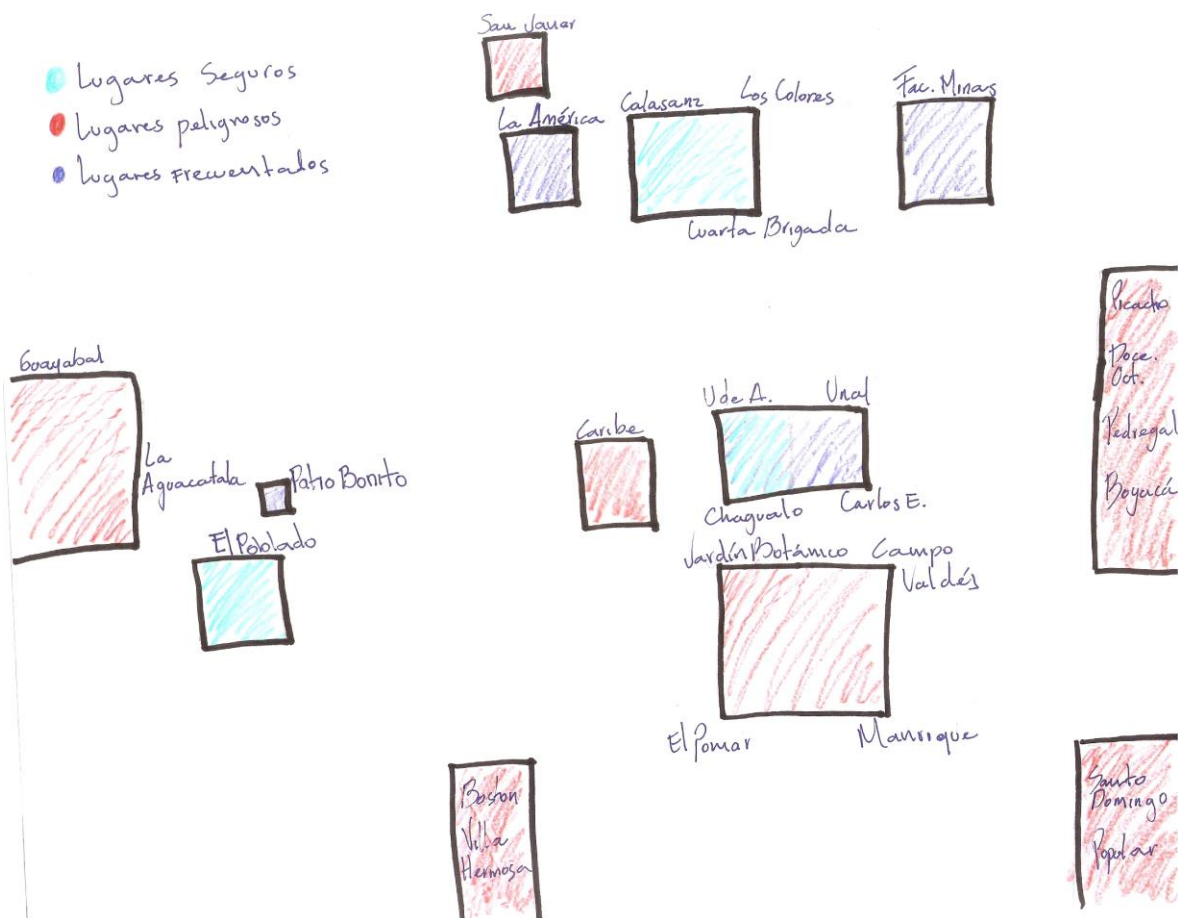 San Javier
Lugares Seguros
Lugares peligrosos
Lugares Frecuentados
La América
Calasanz
Los Colores
Fac. Minas
Cuarta Brigada
Picacho
Doce.
Oct.
Pedregal
Boyacá
Guayabal
La
Aguacatala
Patio Bonito
El Poblado
Caribe
U de A.
Unal
Chagualo
Carlos E.
Jardín Botánico
Campo
Valdés
El Pomar
Manrique
Boston
Villa
Hermosa
Santo
Domingo
Popular